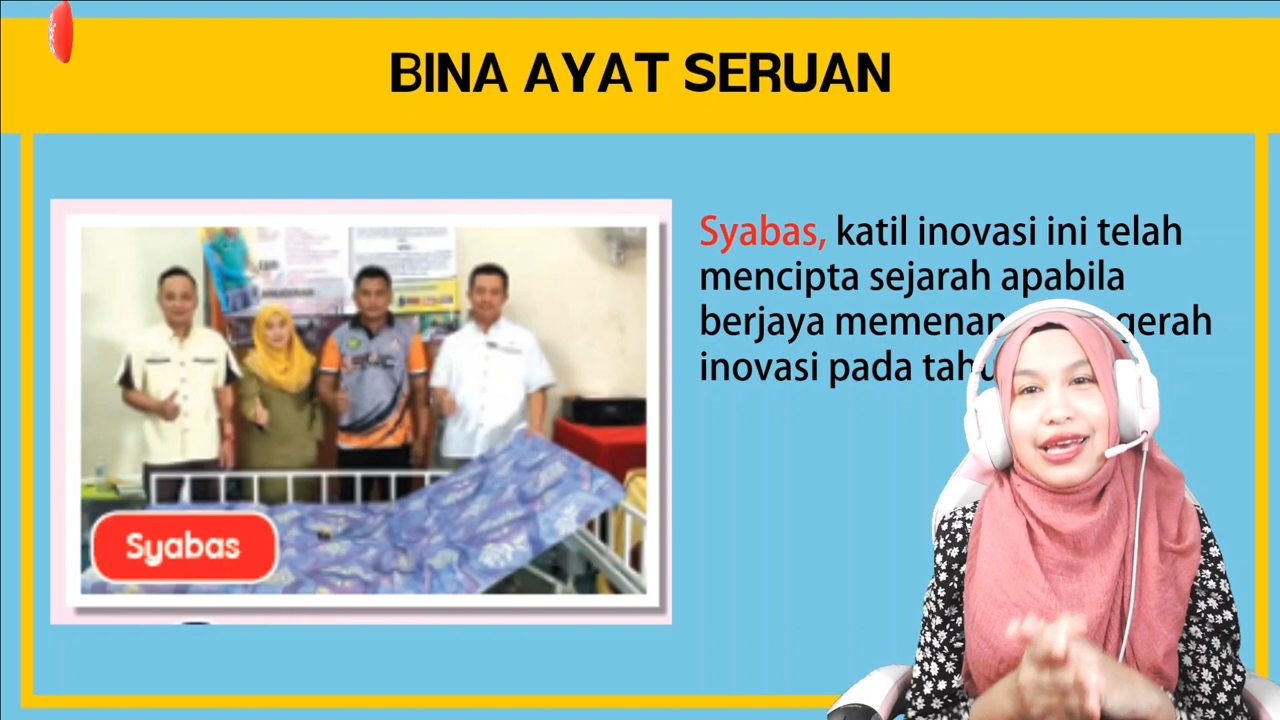 BINA AYAT SERUAN
Syabas, katil inovasi ini telah
mencipta sejarah apabila
berjaya
inovasi pada
Syabas